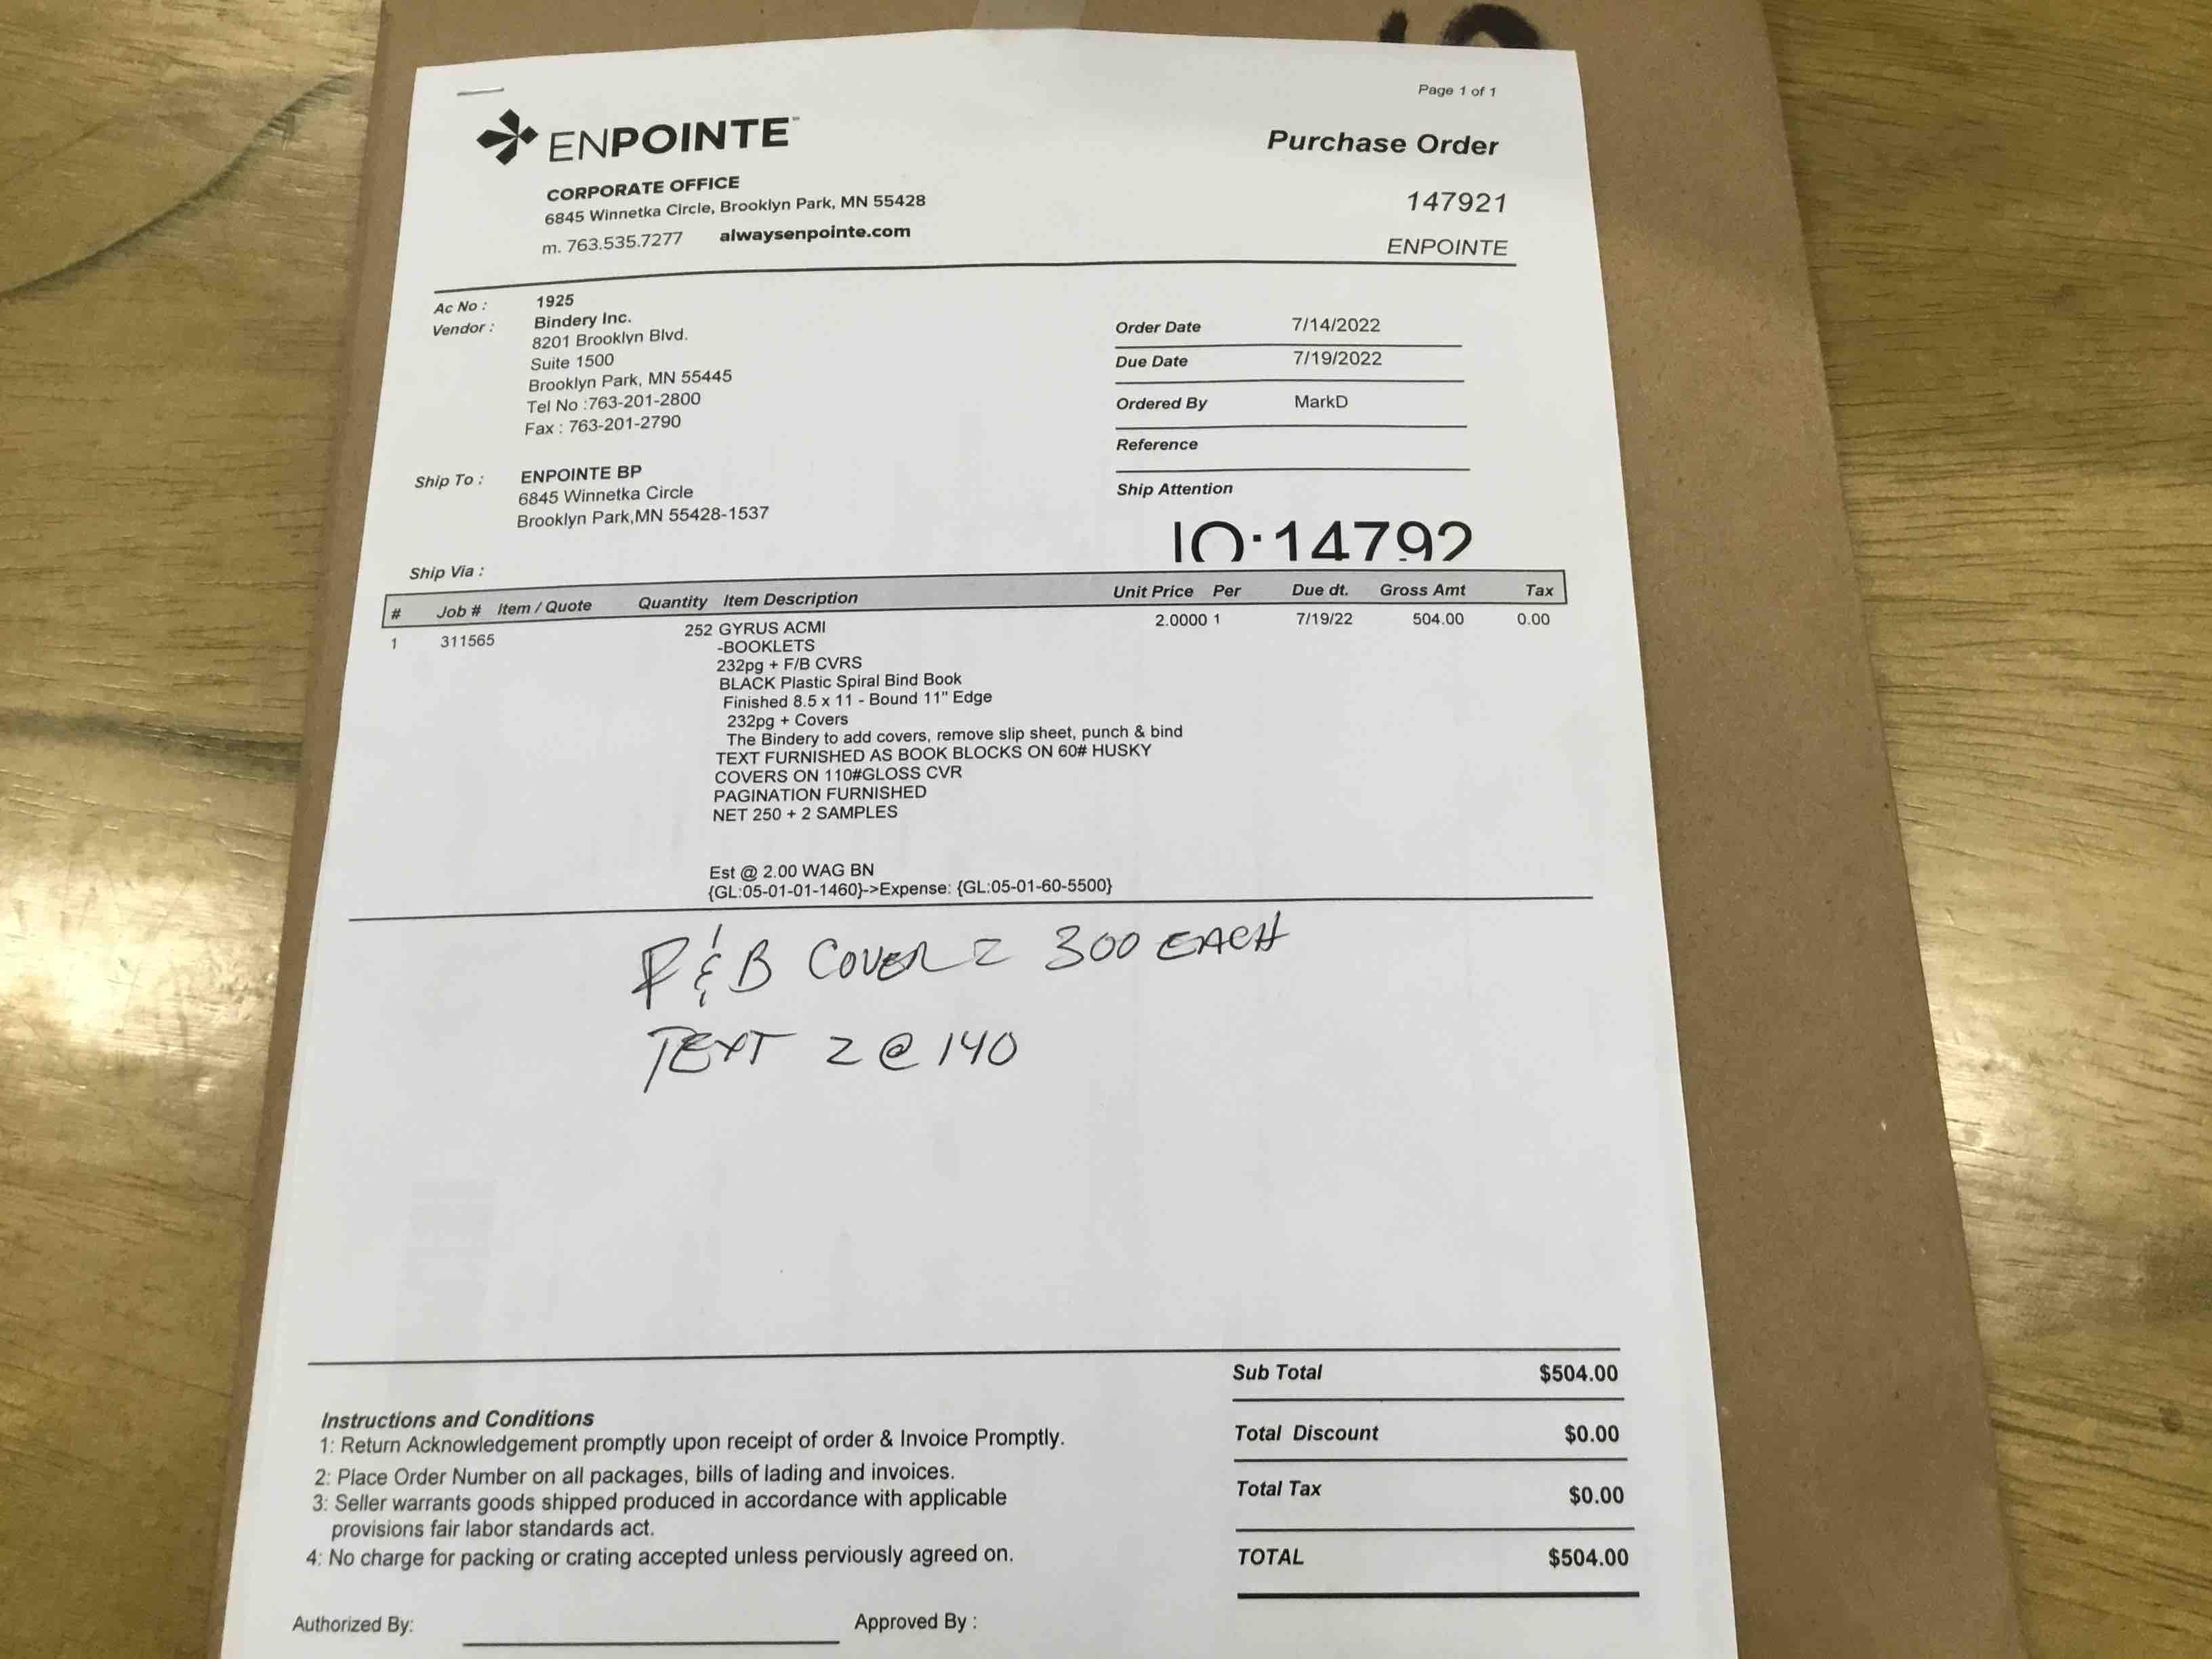 Page 1 of 1
ENPOINTE™
Purchase Order
CORPORATE OFFICE
6845 Winnetka Circle, Brooklyn Park, MN 55428
m. 763.535.7277 alwaysenpointe.com
147921
ENPOINTE
Ac No : 1925
Vendor : Bindery Inc.
8201 Brooklyn Blvd.
Suite 1500
Brooklyn Park, MN 55445
Tel No :763-201-2800
Fax : 763-201-2790
Order Date 7/14/2022
Due Date 7/19/2022
Ordered By MarkD
Reference
Ship To : ENPOINTE BP
6845 Winnetka Circle
Brooklyn Park,MN 55428-1537
Ship Attention
14792
Ship Via :
# Job # Item / Quote Quantity Item Description Unit Price Per Due dt. Gross Amt Tax
1 311565 252 GYRUS ACMI 2.0000 1 7/19/22 504.00 0.00
-BOOKLETS
232pg + F/B CVRS
BLACK Plastic Spiral Bind Book
Finished 8.5 x 11 - Bound 11" Edge
232pg + Covers
The Bindery to add covers, remove slip sheet, punch & bind
TEXT FURNISHED AS BOOK BLOCKS ON 60# HUSKY
COVERS ON 110#GLOSS CVR
PAGINATION FURNISHED
NET 250 + 2 SAMPLES
Est @ 2.00 WAG BN
{GL:05-01-01-1460}->Expense: {GL:05-01-60-5500}
F & B COVER = 300 EACH
TEXT 2 @ 140
Sub Total $504.00
Total Discount $0.00
Total Tax $0.00
TOTAL $504.00
Instructions and Conditions
1: Return Acknowledgement promptly upon receipt of order & Invoice Promptly.
2: Place Order Number on all packages, bills of lading and invoices.
3: Seller warrants goods shipped produced in accordance with applicable
provisions fair labor standards act.
4: No charge for packing or crating accepted unless perviously agreed on.
Authorized By: Approved By :